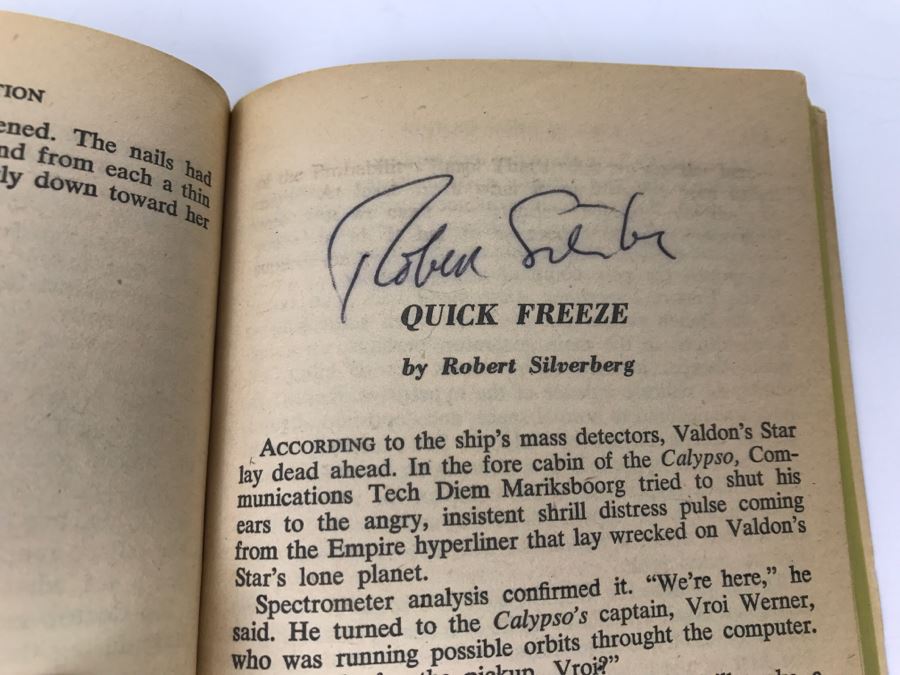 TION
ened. The nails had
nd from each a thin
ly down toward her
Robert Silverberg
QUICK FREEZE
by Robert Silverberg
ACCORDING to the ship's mass detectors, Valdon's Star
lay dead ahead. In the fore cabin of the Calypso, Com-
munications Tech Diem Mariksboorg tried to shut his
ears to the angry, insistent shrill distress pulse coming
from the Empire hyperliner that lay wrecked on Valdon's
Star's lone planet.
Spectrometer analysis confirmed it. "We're here," he
said. He turned to the Calypso's captain, Vroi Werner,
who was running possible orbits throught the computer.
the pickup, Vroi?"